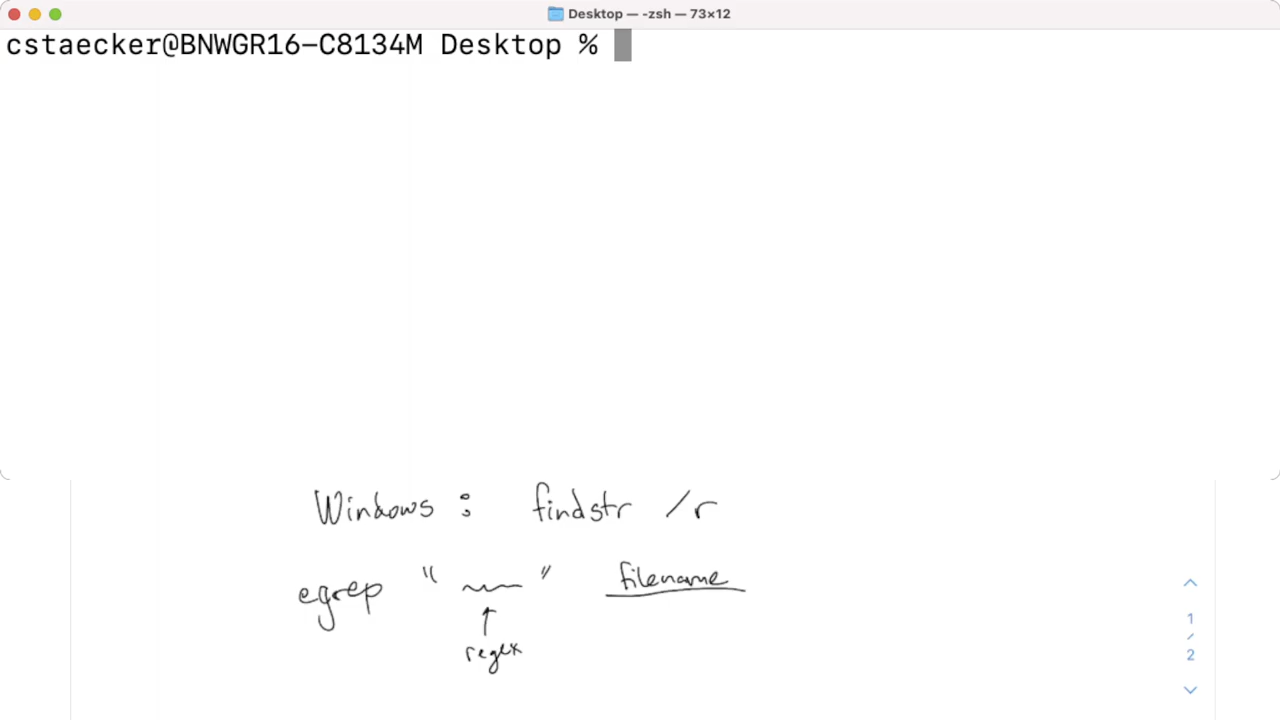 Desktop — -zsh — 73×12
cstaecker@BNWGR16-C8134M Desktop %
Windows : findstr /r
egrep " " filename
regex
1
/
2